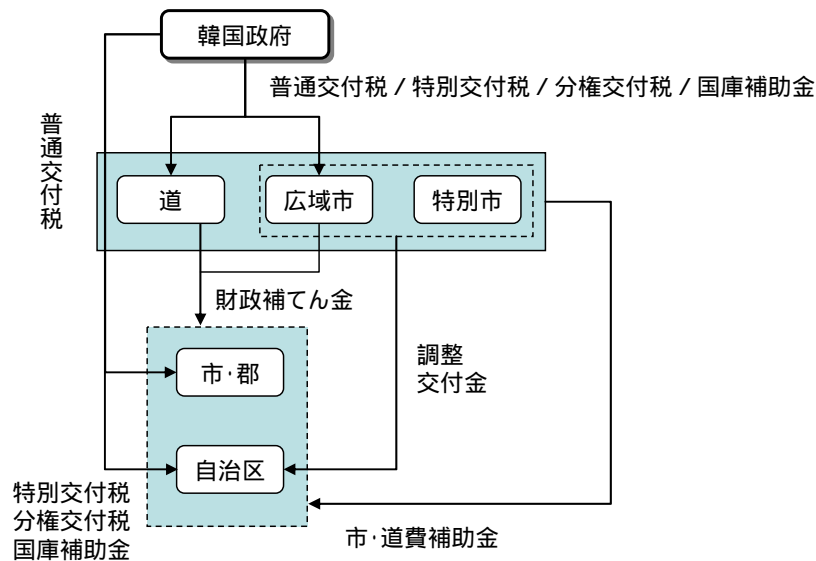 韓国政府
普通交付税 / 特別交付税 / 分権交付税 / 国庫補助金
普通交付税
道
広域市
特別市
財政補てん金
市·郡
調整
交付金
自治区
特別交付税
分権交付税
国庫補助金
市·道費補助金